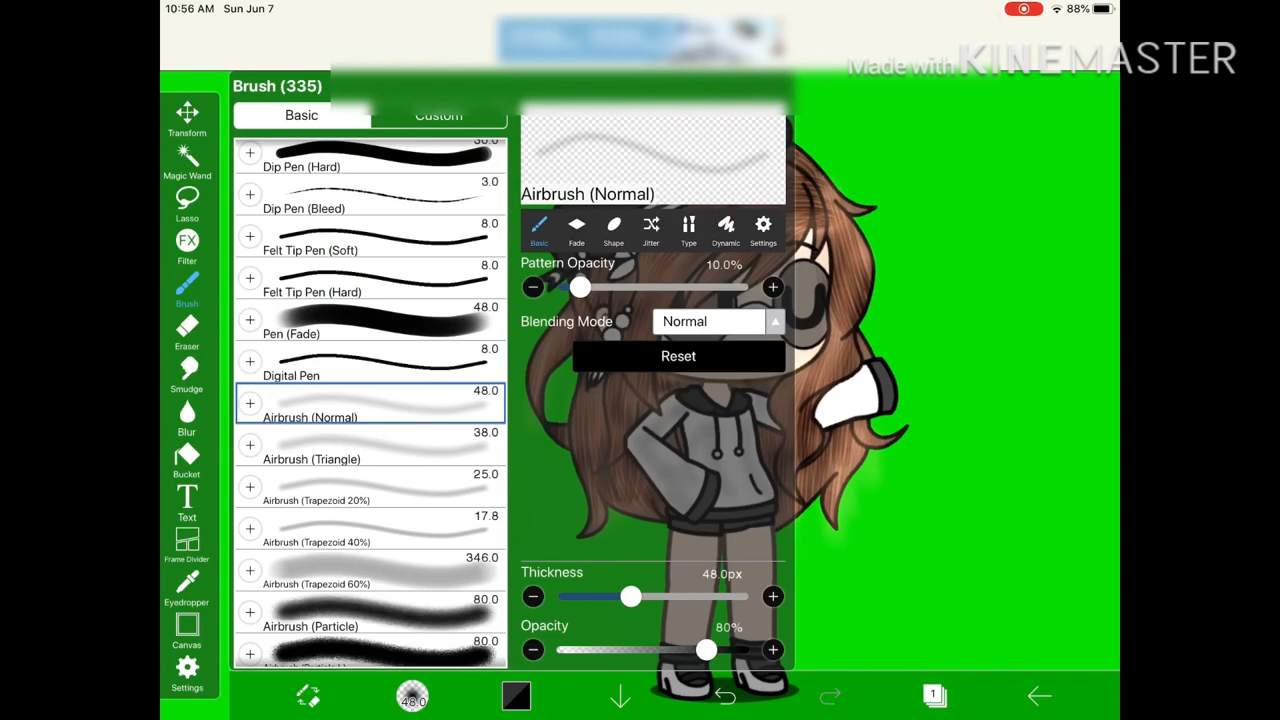 10:56 AM Sun Jun 7
88%
Made with KINEMASTER
Brush (335)
Basic
Custom
Transform
Magic Wand
Lasso
FX
Filter
Brush
Eraser
Smudge
Blur
Bucket
T
Text
Frame Divider
Eyedropper
Canvas
Settings
30.0
Dip Pen (Hard)
3.0
Dip Pen (Bleed)
8.0
Felt Tip Pen (Soft)
8.0
Felt Tip Pen (Hard)
48.0
Pen (Fade)
8.0
Digital Pen
48.0
Airbrush (Normal)
38.0
Airbrush (Triangle)
25.0
Airbrush (Trapezoid 20%)
17.8
Airbrush (Trapezoid 40%)
346.0
Airbrush (Trapezoid 60%)
80.0
Airbrush (Particle)
80.0
Airbrush (Normal)
Basic
Fade
Shape
Jitter
Type
Dynamic
Settings
Pattern Opacity 10.0%
Blending Mode Normal
Reset
Thickness 48.0px
Opacity 80%
48.0
1